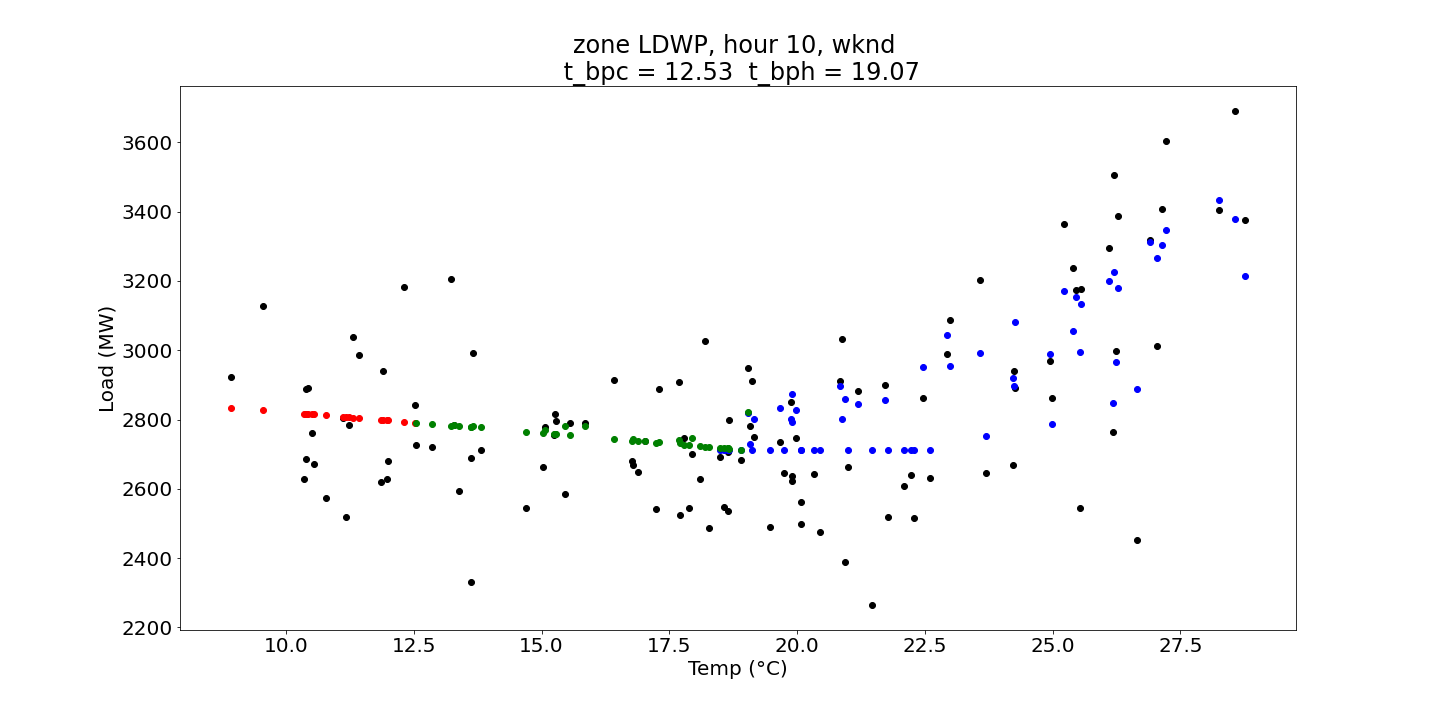 zone LDWP, hour 10, wknd
t_bpc = 12.53  t_bph = 19.07
3600
3400
3200
3000
2800
2600
2400
2200
Load (MW)
10.0 12.5 15.0 17.5 20.0 22.5 25.0 27.5
Temp (°C)